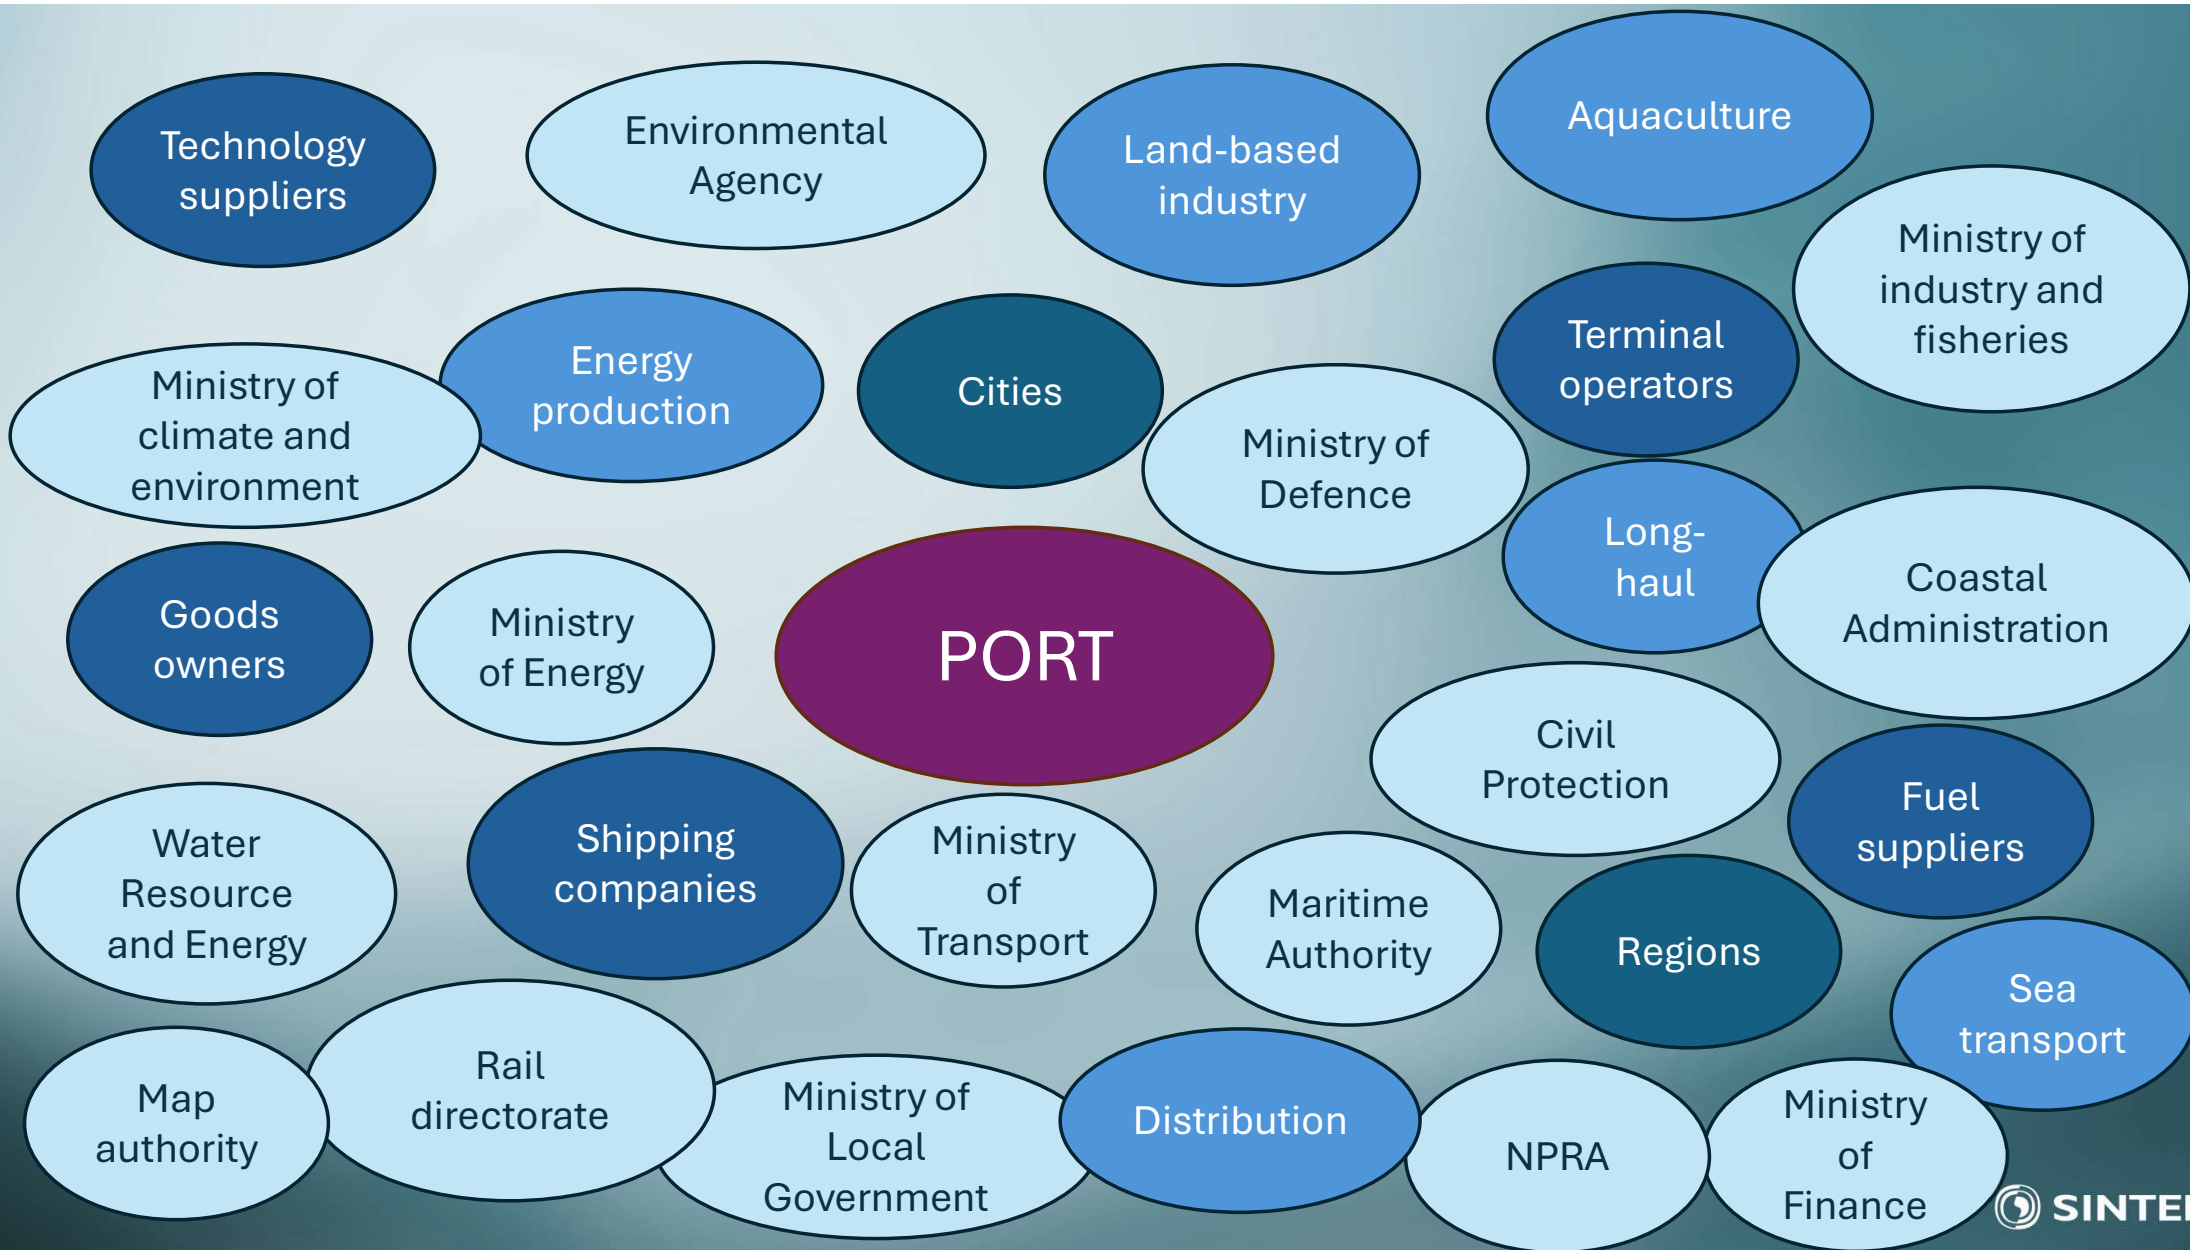 Technology
suppliers
Environmental
Agency
Land-based
industry
Aquaculture
Ministry of
industry and
fisheries
Ministry of
climate and
environment
Energy
production
Cities
Ministry of
Defence
Terminal
operators
Long-
haul
Coastal
Administration
Goods
owners
Ministry
of Energy
PORT
Civil
Protection
Fuel
suppliers
Water
Resource
and Energy
Shipping
companies
Ministry
of
Transport
Maritime
Authority
Regions
Sea
transport
Map
authority
Rail
directorate
Ministry of
Local
Government
Distribution
NPRA
Ministry
of
Finance